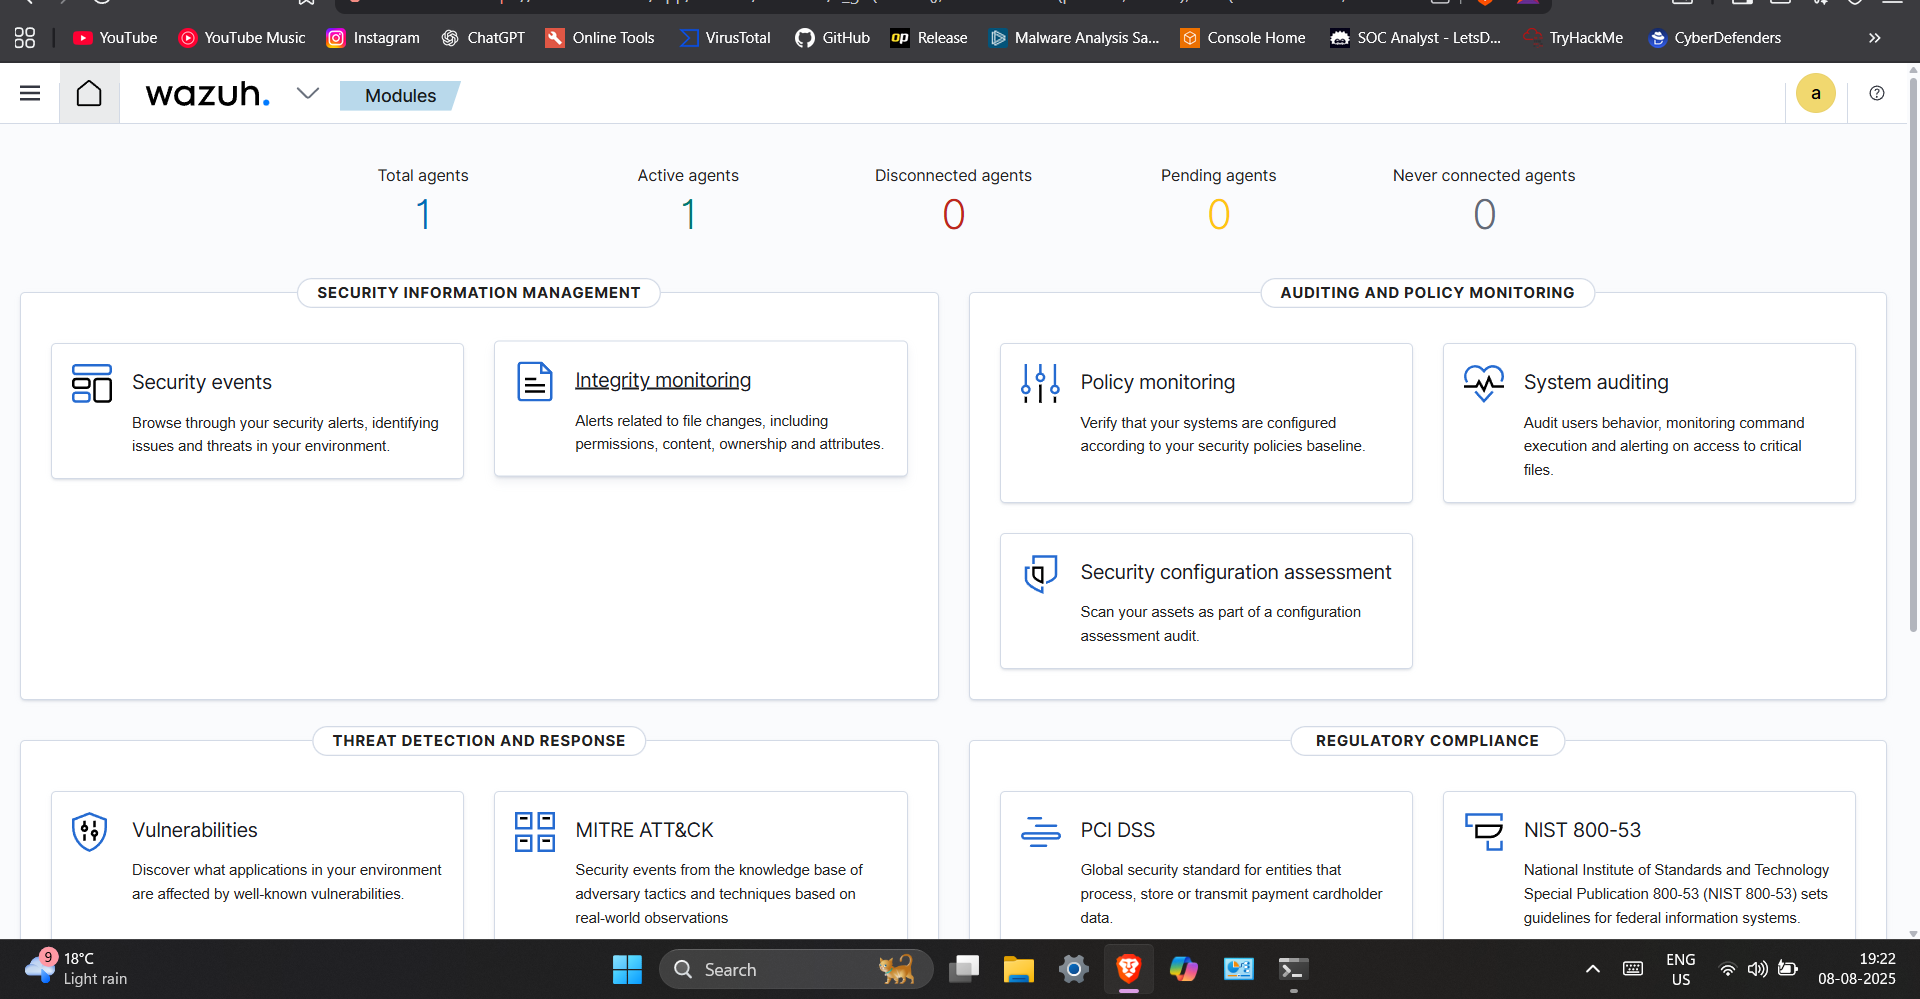 YouTube YouTube Music Instagram ChatGPT Online Tools VirusTotal GitHub op Release Malware Analysis Sa... Console Home SOC Analyst - LetsD... TryHackMe CyberDefenders »
wazuh. Modules a
Total agents Active agents Disconnected agents Pending agents Never connected agents
1 1 0 0 0
SECURITY INFORMATION MANAGEMENT
Security events
Browse through your security alerts, identifying
issues and threats in your environment.
Integrity monitoring
Alerts related to file changes, including
permissions, content, ownership and attributes.
AUDITING AND POLICY MONITORING
Policy monitoring
Verify that your systems are configured
according to your security policies baseline.
System auditing
Audit users behavior, monitoring command
execution and alerting on access to critical
files.
Security configuration assessment
Scan your assets as part of a configuration
assessment audit.
THREAT DETECTION AND RESPONSE
Vulnerabilities
Discover what applications in your environment
are affected by well-known vulnerabilities.
MITRE ATT&CK
Security events from the knowledge base of
adversary tactics and techniques based on
real-world observations
REGULATORY COMPLIANCE
PCI DSS
Global security standard for entities that
process, store or transmit payment cardholder
data.
NIST 800-53
National Institute of Standards and Technology
Special Publication 800-53 (NIST 800-53) sets
guidelines for federal information systems.
9 18°C
Light rain
Search
ENG
US
19:22
08-08-2025